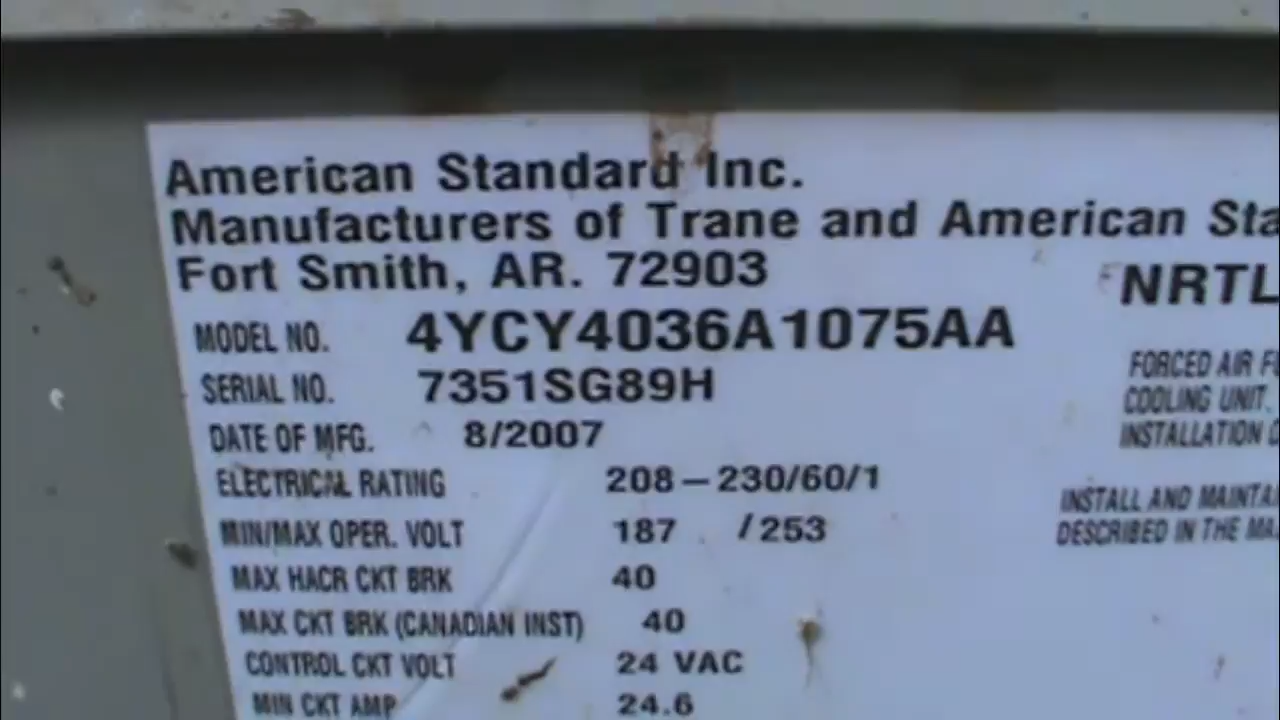 American Standard Inc.
Manufacturers of Trane and American Sta
Fort Smith, AR. 72903
NRTL
MODEL NO. 4YCY4036A1075AA
FORCED AIR FU
SERIAL NO. 7351SG89H
COOLING UNIT.
DATE OF MFG. 8/2007
INSTALLATION O
ELECTRICAL RATING 208-230/60/1
INSTALL AND MAINTA
MIN/MAX OPER. VOLT 187 /253
DESCRIBED IN THE MA
MAX HACR CKT BRK 40
MAX CKT BRK (CANADIAN INST) 40
CONTROL CKT VOLT 24 VAC
MIN CKT AMP 24.6